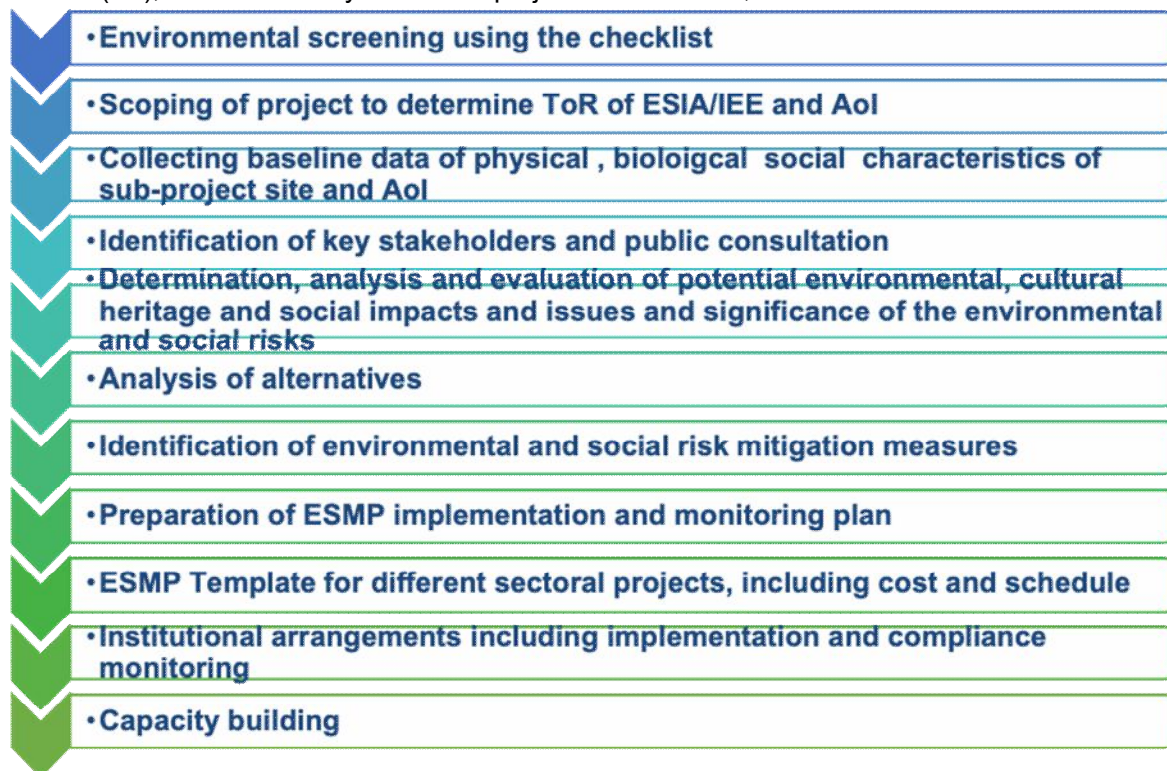 •Environmental screening using the checklist
•Scoping of project to determine ToR of ESIA/IEE and AoI
•Collecting baseline data of physical , bioloigcal social characteristics of
sub-project site and AoI
•Identification of key stakeholders and public consultation
•Determination, analysis and evaluation of potential environmental, cultural
heritage and social impacts and issues and significance of the environmental
and social risks
•Analysis of alternatives
•Identification of environmental and social risk mitigation measures
•Preparation of ESMP implementation and monitoring plan
•ESMP Template for different sectoral projects, including cost and schedule
•Institutional arrangements including implementation and compliance
monitoring
•Capacity building